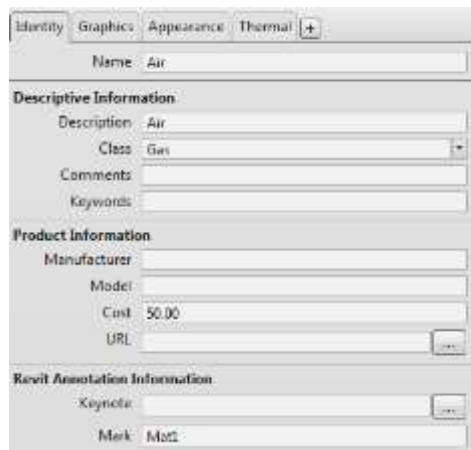 Identity Graphics Appearance Thermal +
Name Air
Descriptive Information
Description Air
Class Gas
Comments
Keywords
Product Information
Manufacturer
Model
Cost 50.00
URL ...
Revit Annotation Information
Keynote ...
Mark Mat1